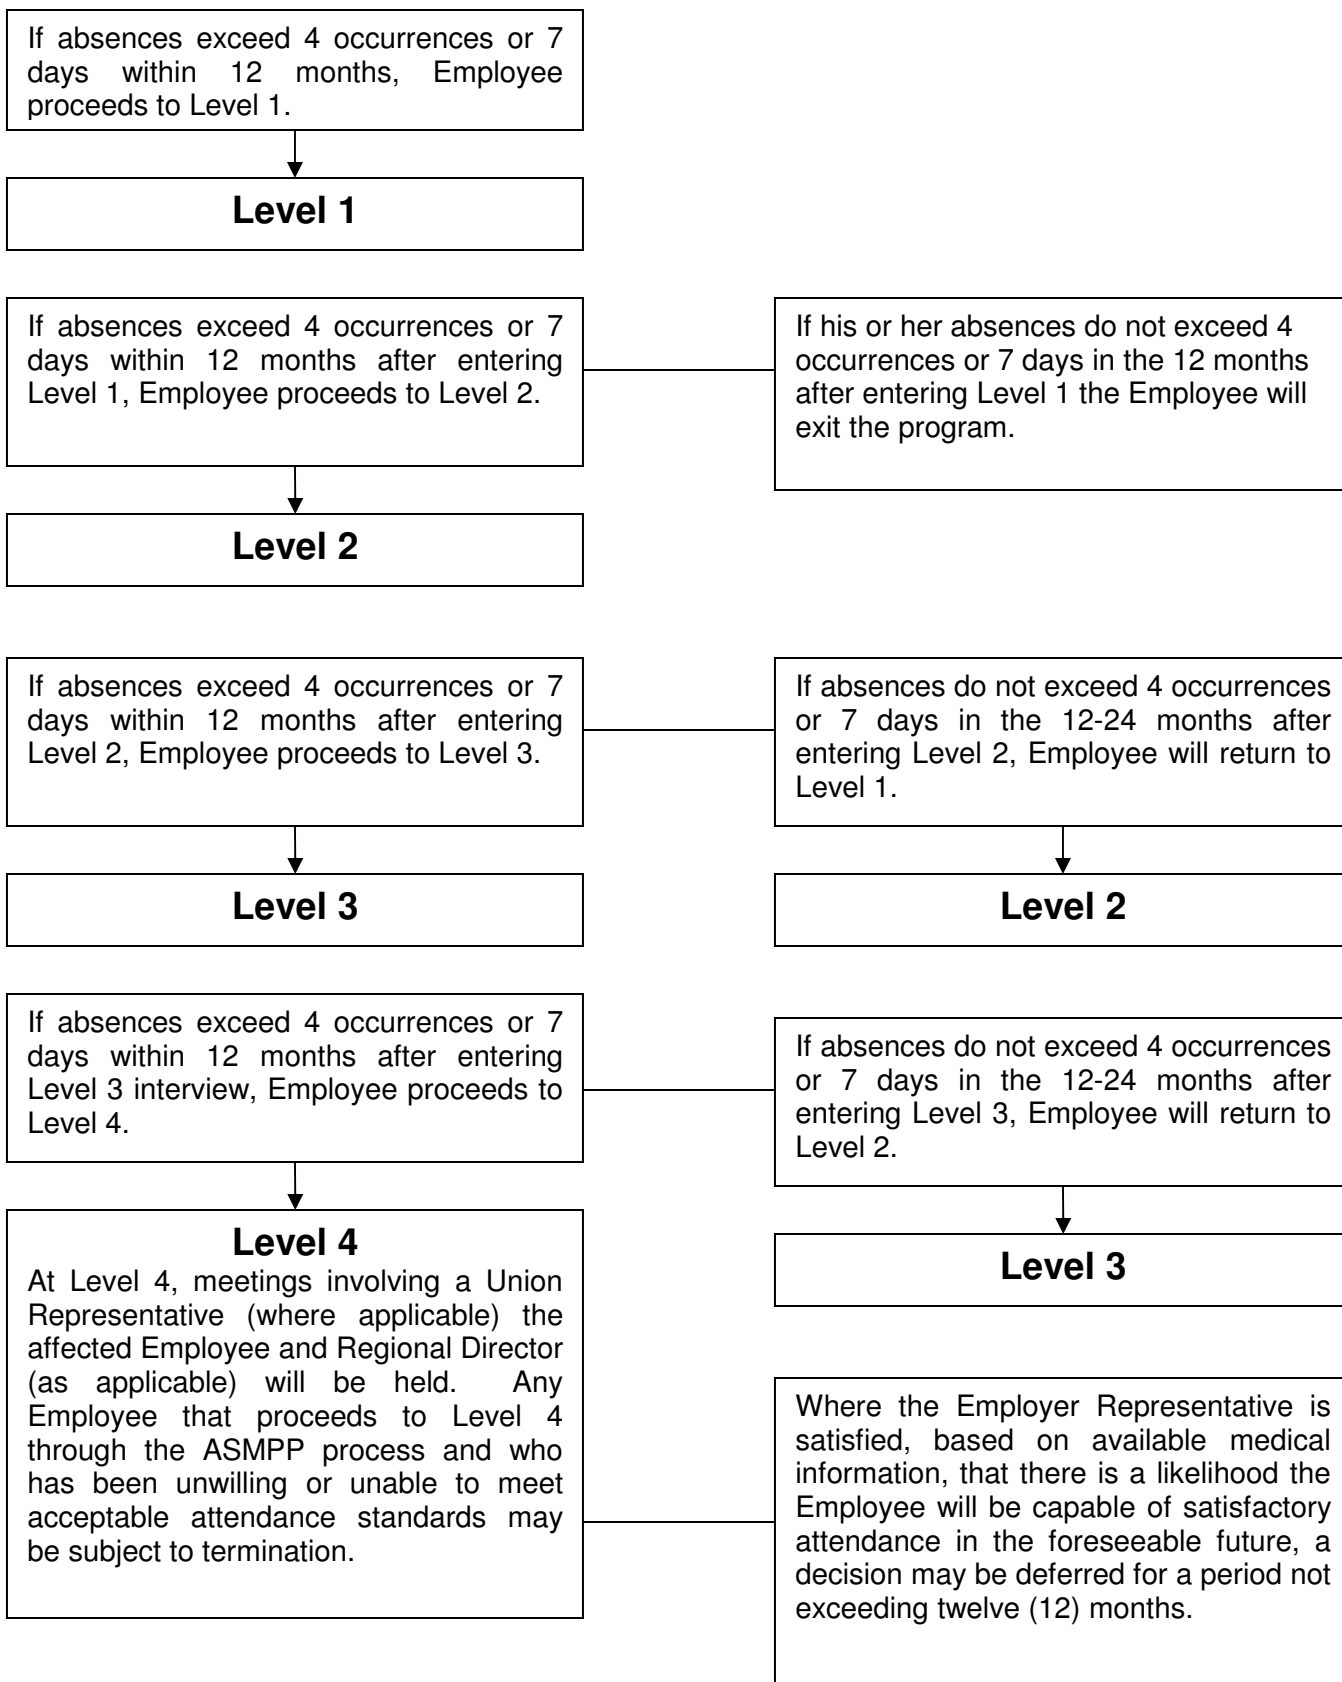 If absences exceed 4 occurrences or 7
days within 12 months, Employee
proceeds to Level 1.
Level 1
If absences exceed 4 occurrences or 7
days within 12 months after entering
Level 1, Employee proceeds to Level 2.
If his or her absences do not exceed 4
occurrences or 7 days in the 12 months
after entering Level 1 the Employee will
exit the program.
Level 2
If absences exceed 4 occurrences or 7
days within 12 months after entering
Level 2, Employee proceeds to Level 3.
If absences do not exceed 4 occurrences
or 7 days in the 12-24 months after
entering Level 2, Employee will return to
Level 1.
Level 3
Level 2
If absences exceed 4 occurrences or 7
days within 12 months after entering
Level 3 interview, Employee proceeds to
Level 4.
If absences do not exceed 4 occurrences
or 7 days in the 12-24 months after
entering Level 3, Employee will return to
Level 2.
Level 4
At Level 4, meetings involving a Union
Representative (where applicable) the
affected Employee and Regional Director
(as applicable) will be held. Any
Employee that proceeds to Level 4
through the ASMPP process and who
has been unwilling or unable to meet
acceptable attendance standards may
be subject to termination.
Level 3
Where the Employer Representative is
satisfied, based on available medical
information, that there is a likelihood the
Employee will be capable of satisfactory
attendance in the foreseeable future, a
decision may be deferred for a period not
exceeding twelve (12) months.